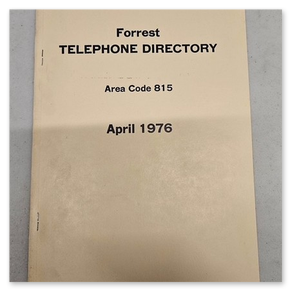 Forrest
TELEPHONE DIRECTORY
Area Code 815
April 1976